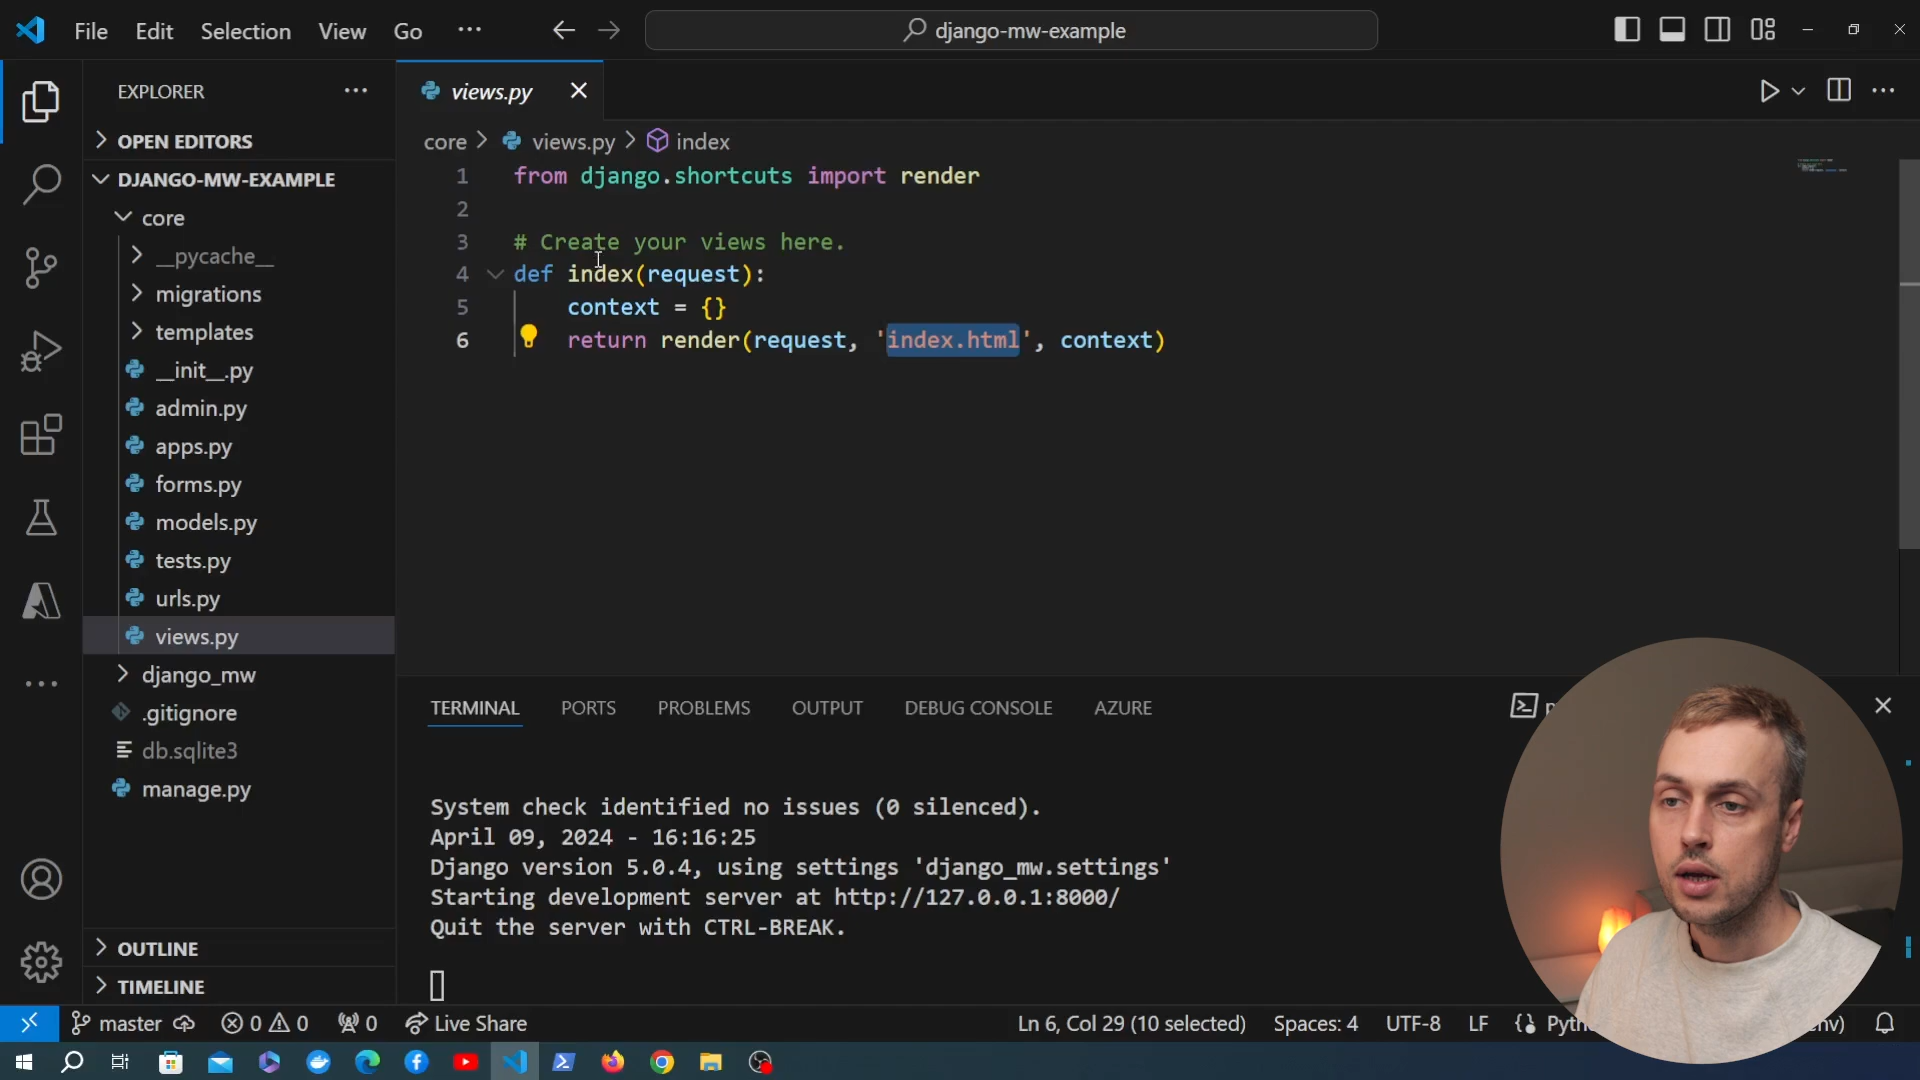 File Edit Selection View Go ···
django-mw-example
EXPLORER ···
OPEN EDITORS
DJANGO-MW-EXAMPLE
core
__pycache__
migrations
templates
__init__.py
admin.py
apps.py
forms.py
models.py
tests.py
urls.py
views.py
django_mw
.gitignore
db.sqlite3
manage.py
OUTLINE
TIMELINE
views.py
core > views.py > index
1 from django.shortcuts import render
2
3 # Create your views here.
4 def index(request):
5 context = {}
6 return render(request, 'index.html', context)
TERMINAL PORTS PROBLEMS OUTPUT DEBUG CONSOLE AZURE
System check identified no issues (0 silenced).
April 09, 2024 - 16:16:25
Django version 5.0.4, using settings 'django_mw.settings'
Starting development server at http://127.0.0.1:8000/
Quit the server with CTRL-BREAK.
master 0 0 0 Live Share Ln 6, Col 29 (10 selected) Spaces: 4 UTF-8 LF